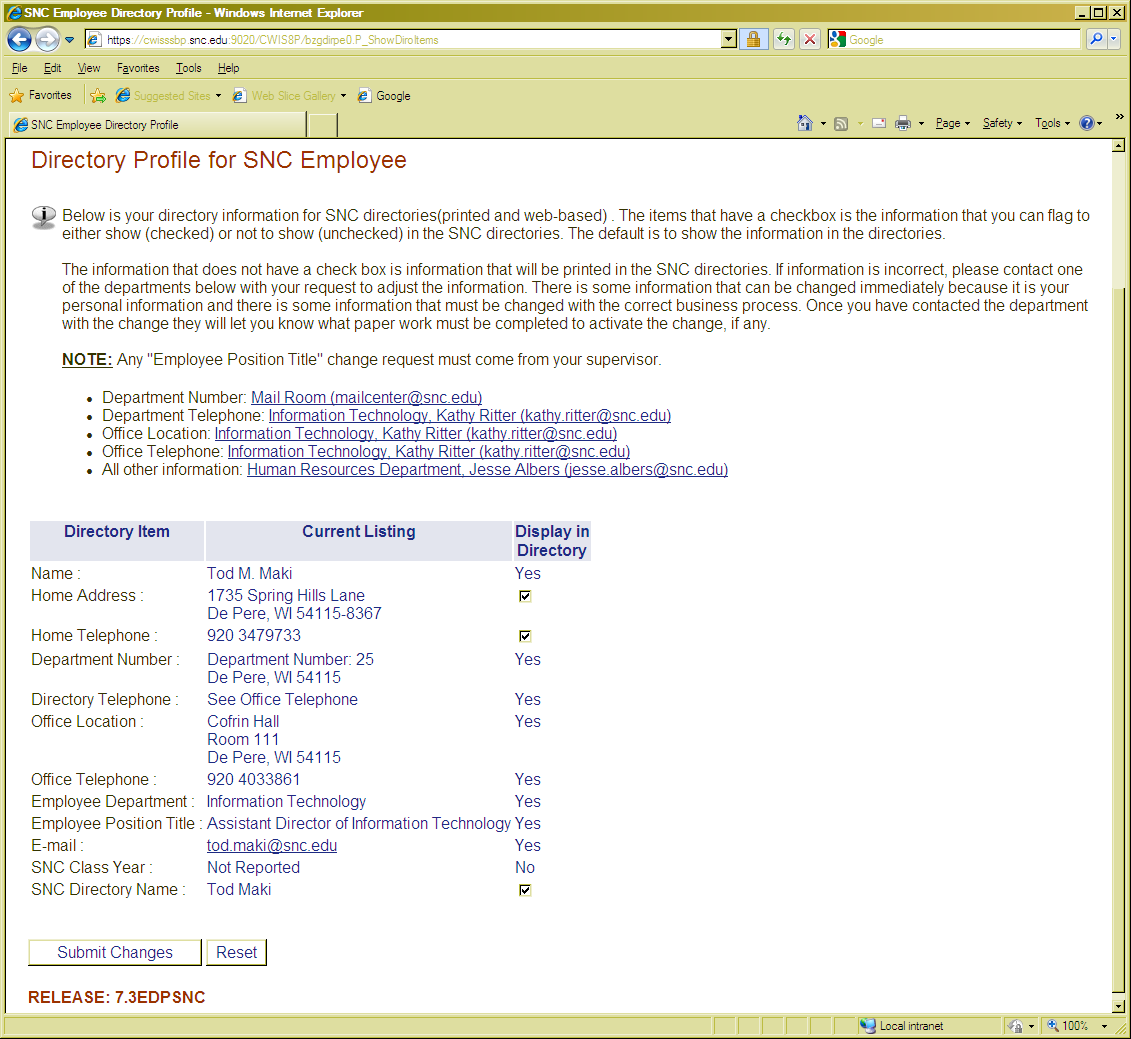 SNC Employee Directory Profile - Windows Internet Explorer
https://cwisssbp.snc.edu:9020/CWIS8P/bzgdirpe0.P_ShowDiroItems
Google
File Edit View Favorites Tools Help
Favorites Suggested Sites Web Slice Gallery Google
SNC Employee Directory Profile
Page Safety Tools »
Directory Profile for SNC Employee
Below is your directory information for SNC directories(printed and web-based) . The items that have a checkbox is the information that you can flag to
either show (checked) or not to show (unchecked) in the SNC directories. The default is to show the information in the directories.
The information that does not have a check box is information that will be printed in the SNC directories. If information is incorrect, please contact one
of the departments below with your request to adjust the information. There is some information that can be changed immediately because it is your
personal information and there is some information that must be changed with the correct business process. Once you have contacted the department
with the change they will let you know what paper work must be completed to activate the change, if any.
NOTE: Any "Employee Position Title" change request must come from your supervisor.
• Department Number: Mail Room (mailcenter@snc.edu)
• Department Telephone: Information Technology, Kathy Ritter (kathy.ritter@snc.edu)
• Office Location: Information Technology, Kathy Ritter (kathy.ritter@snc.edu)
• Office Telephone: Information Technology, Kathy Ritter (kathy.ritter@snc.edu)
• All other information: Human Resources Department, Jesse Albers (jesse.albers@snc.edu)
Directory Item Current Listing Display in
Directory
Name : Tod M. Maki Yes
Home Address : 1735 Spring Hills Lane
De Pere, WI 54115-8367
Home Telephone : 920 3479733
Department Number : Department Number: 25 Yes
De Pere, WI 54115
Directory Telephone : See Office Telephone Yes
Office Location : Cofrin Hall Yes
Room 111
De Pere, WI 54115
Office Telephone : 920 4033861 Yes
Employee Department : Information Technology Yes
Employee Position Title : Assistant Director of Information Technology Yes
E-mail : tod.maki@snc.edu Yes
SNC Class Year : Not Reported No
SNC Directory Name : Tod Maki
Submit Changes Reset
RELEASE: 7.3EDPSNC
Local intranet 100%